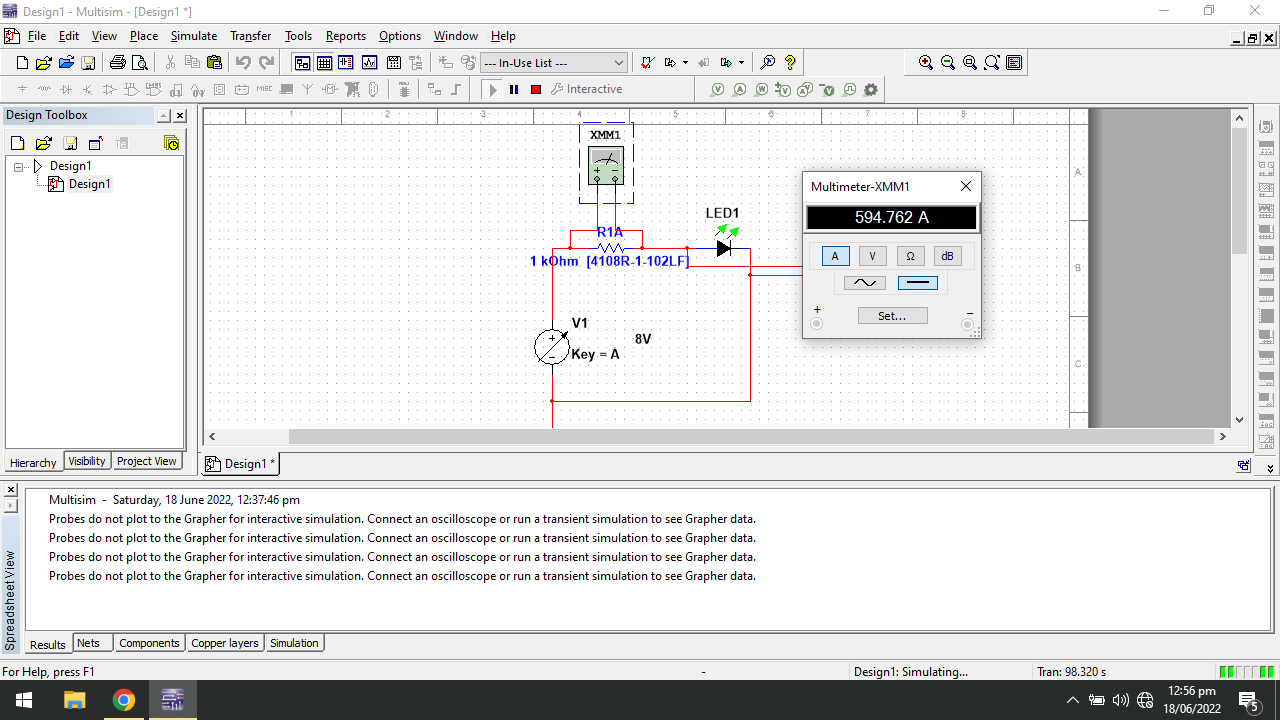 Design1 - Multisim - [Design1 *]
File Edit View Place Simulate Transfer Tools Reports Options Window Help
--- In-Use List ---
MISC
Interactive
Design Toolbox
Design1
Design1
Hierarchy Visibility Project View
1 2 3 4 5 6 7 8
A
B
C
XMM1
+ −
R1A
1 kOhm [4108R-1-102LF]
LED1
V1
Key = A
8V
Multimeter-XMM1
594.762 A
A V Ω dB
+ −
Set...
Design1 *
Multisim - Saturday, 18 June 2022, 12:37:46 pm
Probes do not plot to the Grapher for interactive simulation. Connect an oscilloscope or run a transient simulation to see Grapher data.
Probes do not plot to the Grapher for interactive simulation. Connect an oscilloscope or run a transient simulation to see Grapher data.
Probes do not plot to the Grapher for interactive simulation. Connect an oscilloscope or run a transient simulation to see Grapher data.
Probes do not plot to the Grapher for interactive simulation. Connect an oscilloscope or run a transient simulation to see Grapher data.
Spreadsheet View
Results Nets Components Copper layers Simulation
For Help, press F1
-
Design1: Simulating...
Tran: 98.320 s
12:56 pm
18/06/2022
5